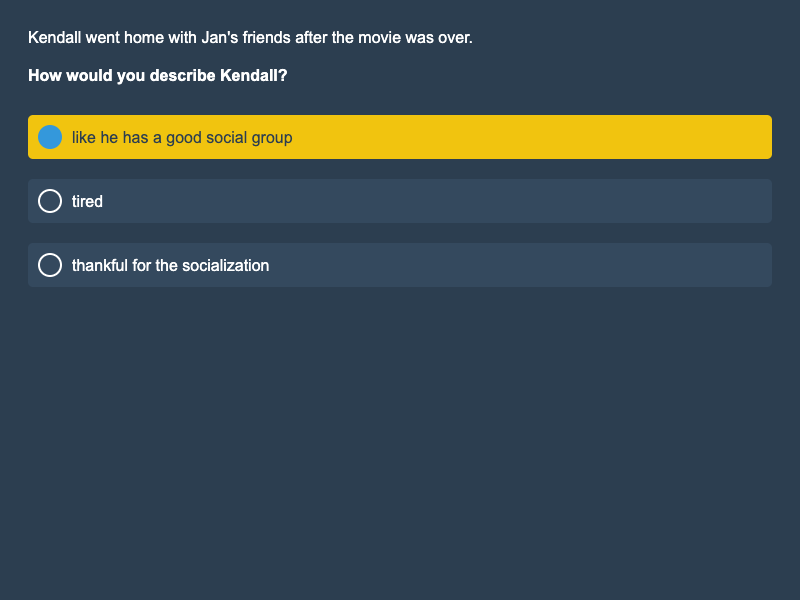 Kendall went home with Jan's friends after the movie was over.
How would you describe Kendall?
like he has a good social group
tired
thankful for the socialization